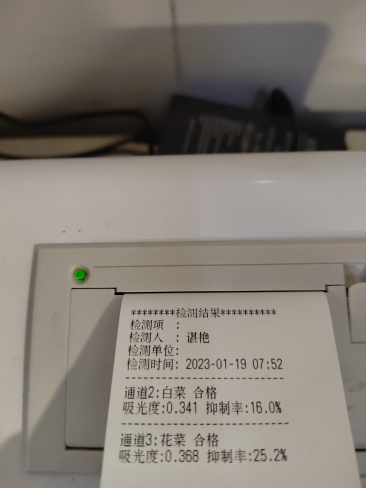 ********检测结果**********
检测项  :
检测人  : 谌艳
检测单位:
检测时间: 2023-01-19 07:52
------------------------------
通道2:白菜 合格
吸光度:0.341 抑制率:16.0%
------------------------------
通道3:花菜 合格
吸光度:0.368 抑制率:25.2%